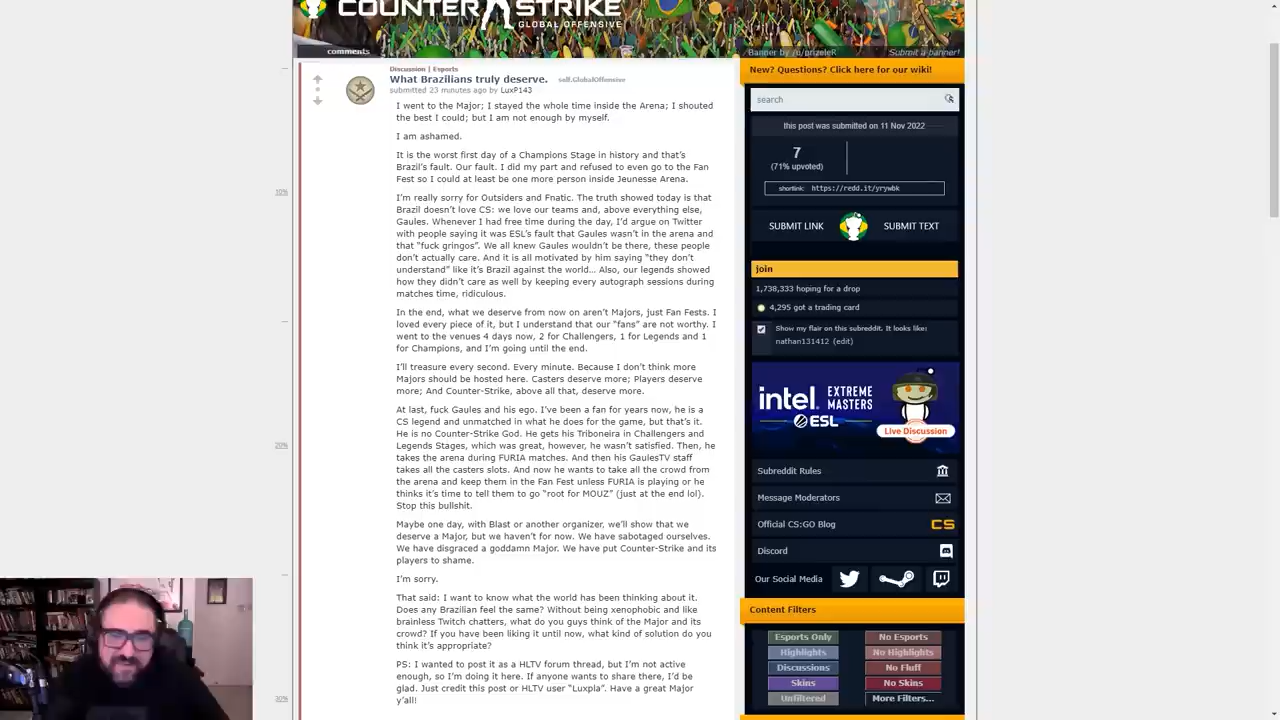 COUNTER STRIKE
GLOBAL OFFENSIVE
comments
Banner by /u/prizeleR
Submit a banner!
Discussion | Esports
What Brazilians truly deserve. self.GlobalOffensive
submitted 23 minutes ago by LuxP143
I went to the Major; I stayed the whole time inside the Arena; I shouted
the best I could; but I am not enough by myself.
I am ashamed.
It is the worst first day of a Champions Stage in history and that's
Brazil's fault. Our fault. I did my part and refused to even go to the Fan
Fest so I could at least be one more person inside Jeunesse Arena.
I'm really sorry for Outsiders and Fnatic. The truth showed today is that
Brazil doesn't love CS: we love our teams and, above everything else,
Gaules. Whenever I had free time during the day, I'd argue on Twitter
with people saying it was ESL's fault that Gaules wasn't in the arena and
that "fuck gringos". We all knew Gaules wouldn't be there, these people
don't actually care. And it is all motivated by him saying "they don't
understand" like it's Brazil against the world... Also, our legends showed
how they didn't care as well by keeping every autograph sessions during
matches time, ridiculous.
In the end, what we deserve from now on aren't Majors, just Fan Fests. I
loved every piece of it, but I understand that our "fans" are not worthy. I
went to the venues 4 days now, 2 for Challengers, 1 for Legends and 1
for Champions, and I'm going until the end.
I'll treasure every second. Every minute. Because I don't think more
Majors should be hosted here. Casters deserve more; Players deserve
more; And Counter-Strike, above all that, deserve more.
At last, fuck Gaules and his ego. I've been a fan for years now, he is a
CS legend and unmatched in what he does for the game, but that's it.
He is no Counter-Strike God. He gets his Triboneira in Challengers and
Legends Stages, which was great, however, he wasn't satisfied. Then, he
takes the arena during FURIA matches. And then his GaulesTV staff
takes all the casters slots. And now he wants to take all the crowd from
the arena and keep them in the Fan Fest unless FURIA is playing or he
thinks it's time to tell them to go "root for MOUZ" (just at the end lol).
Stop this bullshit.
Maybe one day, with Blast or another organizer, we'll show that we
deserve a Major, but we haven't for now. We have sabotaged ourselves.
We have disgraced a goddamn Major. We have put Counter-Strike and its
players to shame.
I'm sorry.
That said: I want to know what the world has been thinking about it.
Does any Brazilian feel the same? Without being xenophobic and like
brainless Twitch chatters, what do you guys think of the Major and its
crowd? If you have been liking it until now, what kind of solution do you
think it's appropriate?
PS: I wanted to post it as a HLTV forum thread, but I'm not active
enough, so I'm doing it here. If anyone wants to share there, I'd be
glad. Just credit this post or HLTV user "Luxpla". Have a great Major
y'all!
10%
20%
30%
New? Questions? Click here for our wiki!
search
this post was submitted on 11 Nov 2022
7
(71% upvoted)
shortlink: https://redd.it/yrywbk
SUBMIT LINK
SUBMIT TEXT
join
1,738,333 hoping for a drop
4,295 got a trading card
Show my flair on this subreddit. It looks like:
nathan131412 (edit)
intel EXTREME
MASTERS
ESL
Live Discussion
Subreddit Rules
Message Moderators
Official CS:GO Blog
CS
Discord
Our Social Media
Content Filters
Esports Only No Esports
Highlights No Highlights
Discussions No Fluff
Skins No Skins
Unfiltered More Filters...